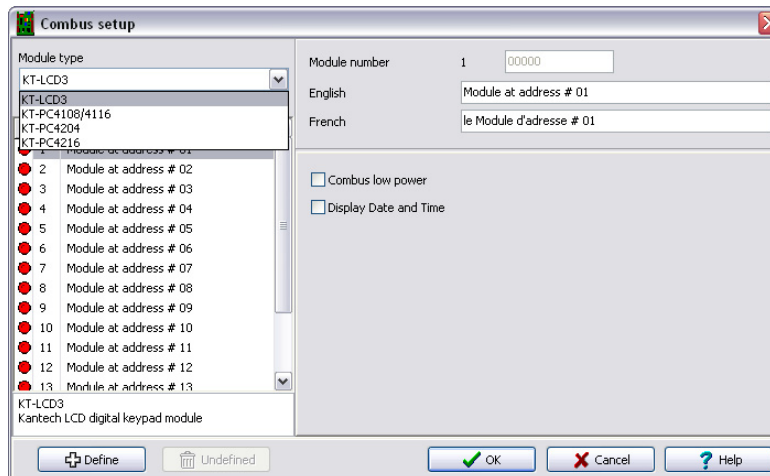 Combus setup
Module type
KT-LCD3
KT-LCD3
KT-PC4108/4116
KT-PC4204
KT-PC4216
1 Module at address # 01
2 Module at address # 02
3 Module at address # 03
4 Module at address # 04
5 Module at address # 05
6 Module at address # 06
7 Module at address # 07
8 Module at address # 08
9 Module at address # 09
10 Module at address # 10
11 Module at address # 11
12 Module at address # 12
13 Module at address # 13
KT-LCD3
Kantech LCD digital keypad module
Module number 1 00000
English Module at address # 01
French le Module d'adresse # 01
Combus low power
Display Date and Time
Define
Undefined
OK
Cancel
Help